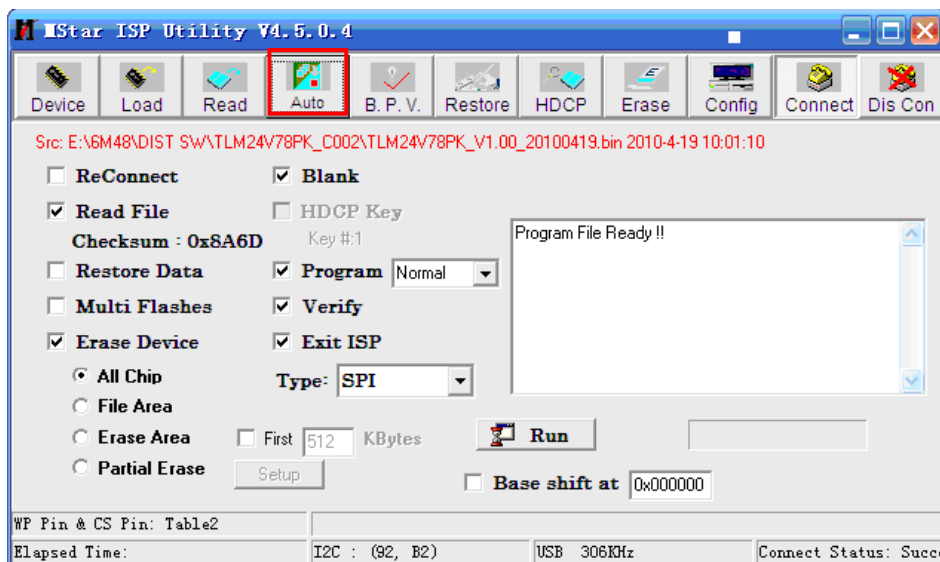 MStar ISP Utility V4.5.0.4
Device Load Read Auto B. P. V. Restore HDCP Erase Config Connect Dis Con
Src: E:\6M48\DIST SW\TLM24V78PK_C002\TLM24V78PK_V1.00_20100419.bin 2010-4-19 10:01:10
ReConnect Blank
Read File HDCP Key
Checksum : 0x8A6D Key #:1
Program File Ready !!
Restore Data Program Normal
Multi Flashes Verify
Erase Device Exit ISP
All Chip Type: SPI
File Area
Erase Area First 512 KBytes Run
Partial Erase Setup
Base shift at 0x000000
WP Pin & CS Pin: Table2
Elapsed Time: I2C : (92, B2) USB 306KHz Connect Status: Succ